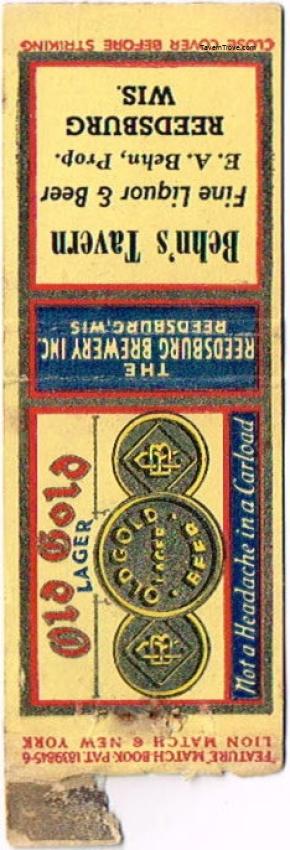 TavernTrove.com
CLOSE COVER BEFORE STRIKING
Behn's Tavern
Fine Liquor & Beer
E. A. Behn, Prop.
REEDSBURG
WIS.
THE
REEDSBURG BREWERY INC.
REEDSBURG, WIS
Old Gold
LAGER
OLD GOLD
LAGER
BEER
RB
RB
Not a Headache in a Carload
"FEATURE" MATCH BOOK PAT. 1839845-6
LION MATCH © NEW YORK